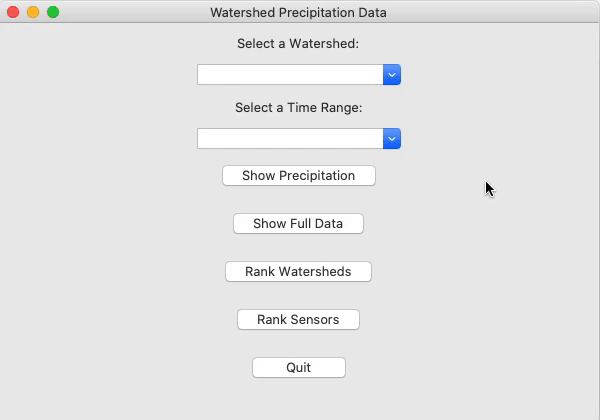 Watershed Precipitation Data
Select a Watershed:
Select a Time Range:
Show Precipitation
Show Full Data
Rank Watersheds
Rank Sensors
Quit